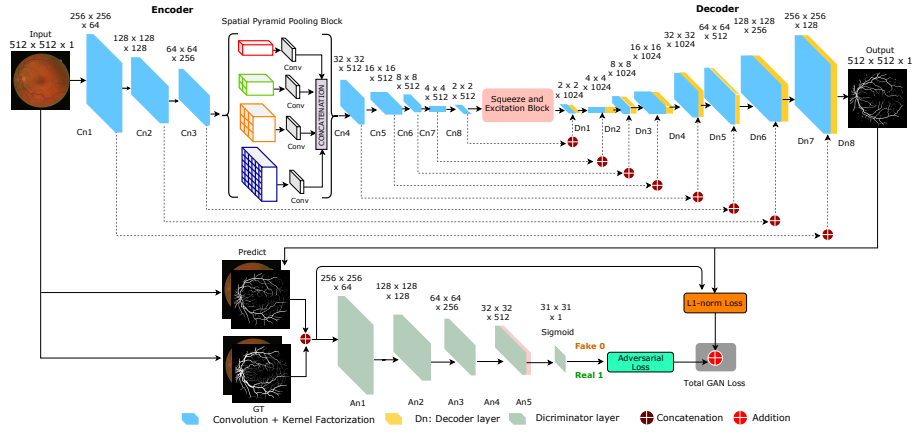 Encoder
Decoder
Input
512 x 512 x 1
256 x 256
x 64
128 x 128
x 128
64 x 64
x 256
Spatial Pyramid Pooling Block
Conv
Conv
Conv
Conv
CONCATENATION
32 x 32
x 512
16 x 16
x 512
8 x 8
x 512
4 x 4
x 512
2 x 2
x 512
Squeeze and
Excitation Block
2 x 2
x 1024
4 x 4
x 1024
8 x 8
x 1024
16 x 16
x 1024
32 x 32
x 1024
64 x 64
x 512
128 x 128
x 256
256 x 256
x 128
Output
512 x 512 x 1
Cn1
Cn2
Cn3
Cn4
Cn5
Cn6
Cn7
Cn8
Dn1
Dn2
Dn3
Dn4
Dn5
Dn6
Dn7
Dn8
Predict
GT
256 x 256
x 64
128 x 128
x 128
64 x 64
x 256
32 x 32
x 512
31 x 31
x 1
Sigmoid
An1
An2
An3
An4
An5
Fake 0
Real 1
Adversarial
Loss
L1-norm Loss
Total GAN Loss
Convolution + Kernel Factorization
Dn: Decoder layer
Dicriminator layer
Concatenation
Addition